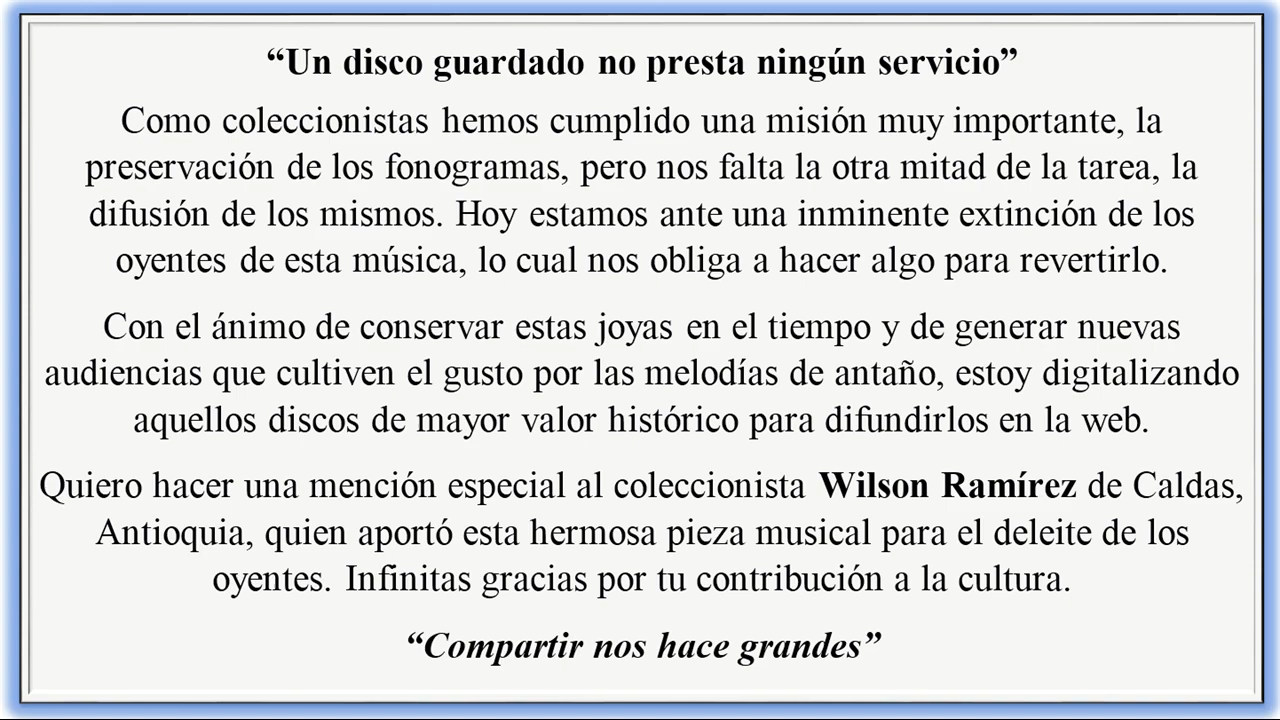 “Un disco guardado no presta ningún servicio”
Como coleccionistas hemos cumplido una misión muy importante, la
preservación de los fonogramas, pero nos falta la otra mitad de la tarea, la
difusión de los mismos. Hoy estamos ante una inminente extinción de los
oyentes de esta música, lo cual nos obliga a hacer algo para revertirlo.
Con el ánimo de conservar estas joyas en el tiempo y de generar nuevas
audiencias que cultiven el gusto por las melodías de antaño, estoy digitalizando
aquellos discos de mayor valor histórico para difundirlos en la web.
Quiero hacer una mención especial al coleccionista Wilson Ramírez de Caldas,
Antioquia, quien aportó esta hermosa pieza musical para el deleite de los
oyentes. Infinitas gracias por tu contribución a la cultura.
“Compartir nos hace grandes”